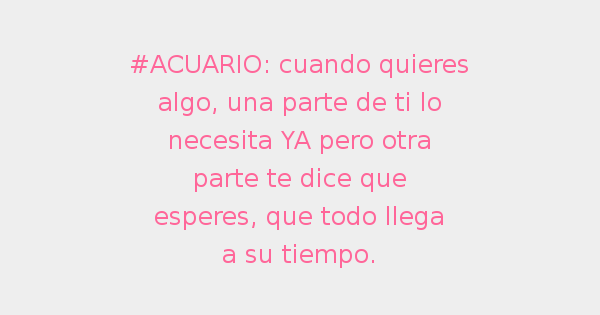 #ACUARIO: cuando quieres
algo, una parte de ti lo
necesita YA pero otra
parte te dice que
esperes, que todo llega
a su tiempo.